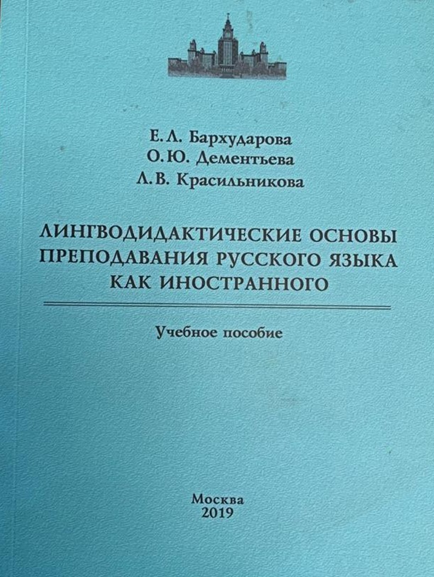 Е. Л. Бархударова
О. Ю. Дементьева
Л. В. Красильникова
ЛИНГВОДИДАКТИЧЕСКИЕ ОСНОВЫ
ПРЕПОДАВАНИЯ РУССКОГО ЯЗЫКА
КАК ИНОСТРАННОГО
Учебное пособие
Москва
2019